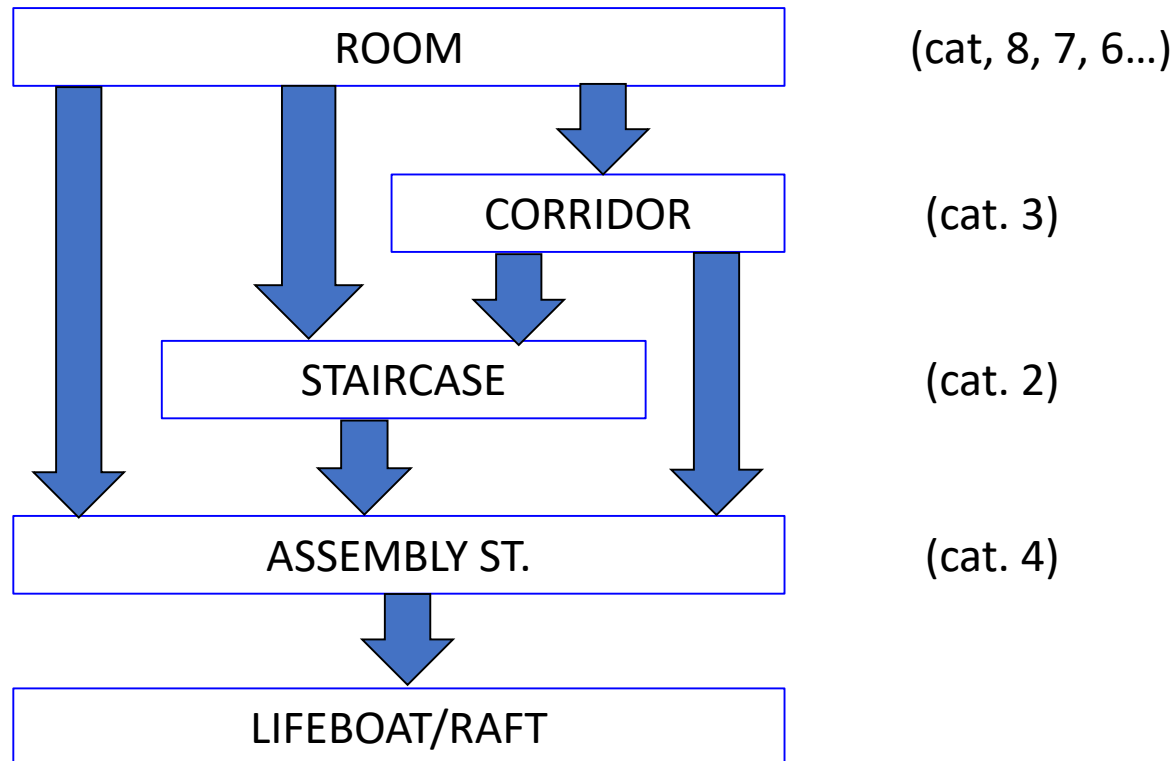 ROOM (cat, 8, 7, 6...)
CORRIDOR (cat. 3)
STAIRCASE (cat. 2)
ASSEMBLY ST. (cat. 4)
LIFEBOAT/RAFT